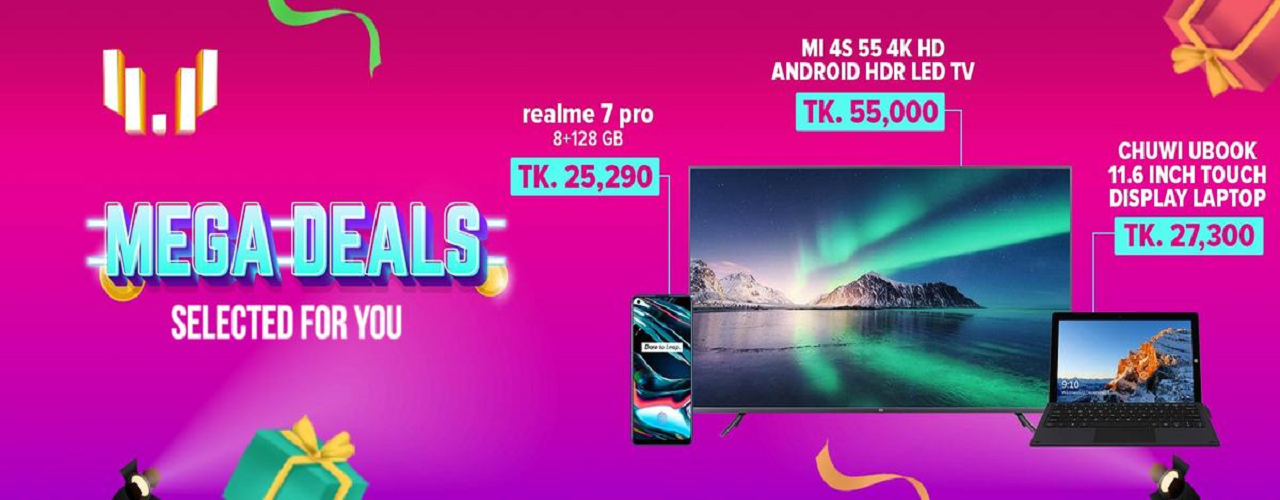 MEGA DEALS
SELECTED FOR YOU
realme 7 pro
8+128 GB
TK. 25,290
MI 4S 55 4K HD
ANDROID HDR LED TV
TK. 55,000
CHUWI UBOOK
11.6 INCH TOUCH
DISPLAY LAPTOP
TK. 27,300
Dare to Leap.
9:10